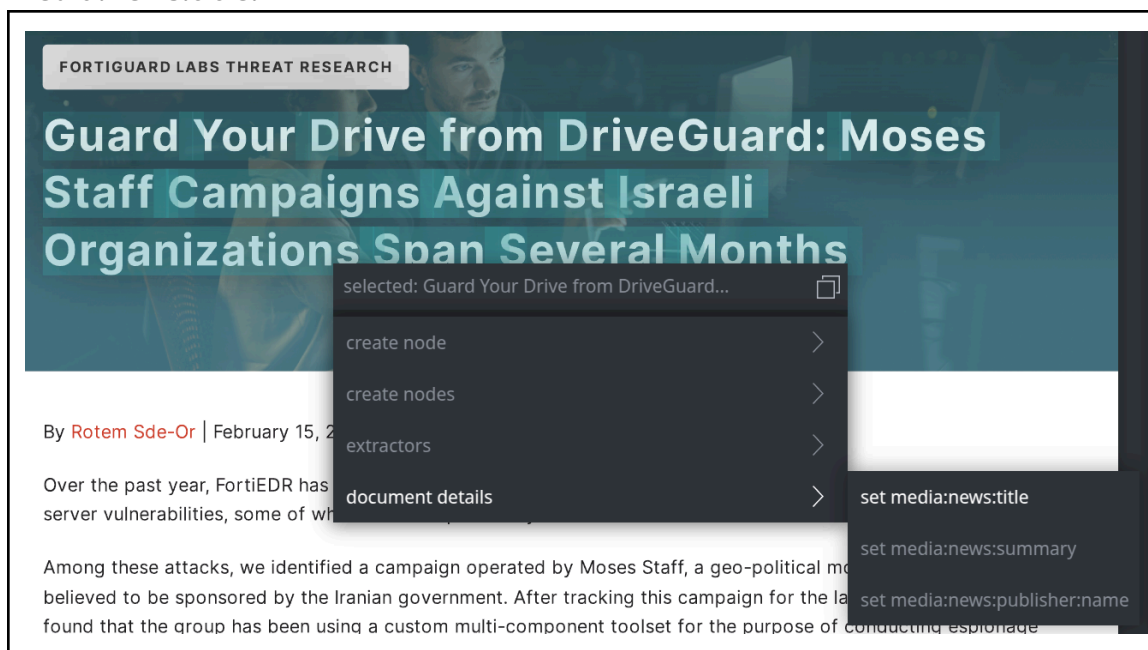 FORTIGUARD LABS THREAT RESEARCH
Guard Your Drive from DriveGuard: Moses
Staff Campaigns Against Israeli
Organizations Span Several Months
selected: Guard Your Drive from DriveGuard...
create node
create nodes
extractors
document details
set media:news:title
set media:news:summary
set media:news:publisher:name
By Rotem Sde-Or | February 15, 2
Over the past year, FortiEDR has
server vulnerabilities, some of wh
Among these attacks, we identified a campaign operated by Moses Staff, a geo-political mo
believed to be sponsored by the Iranian government. After tracking this campaign for the la
found that the group has been using a custom multi-component toolset for the purpose of conducting espionage